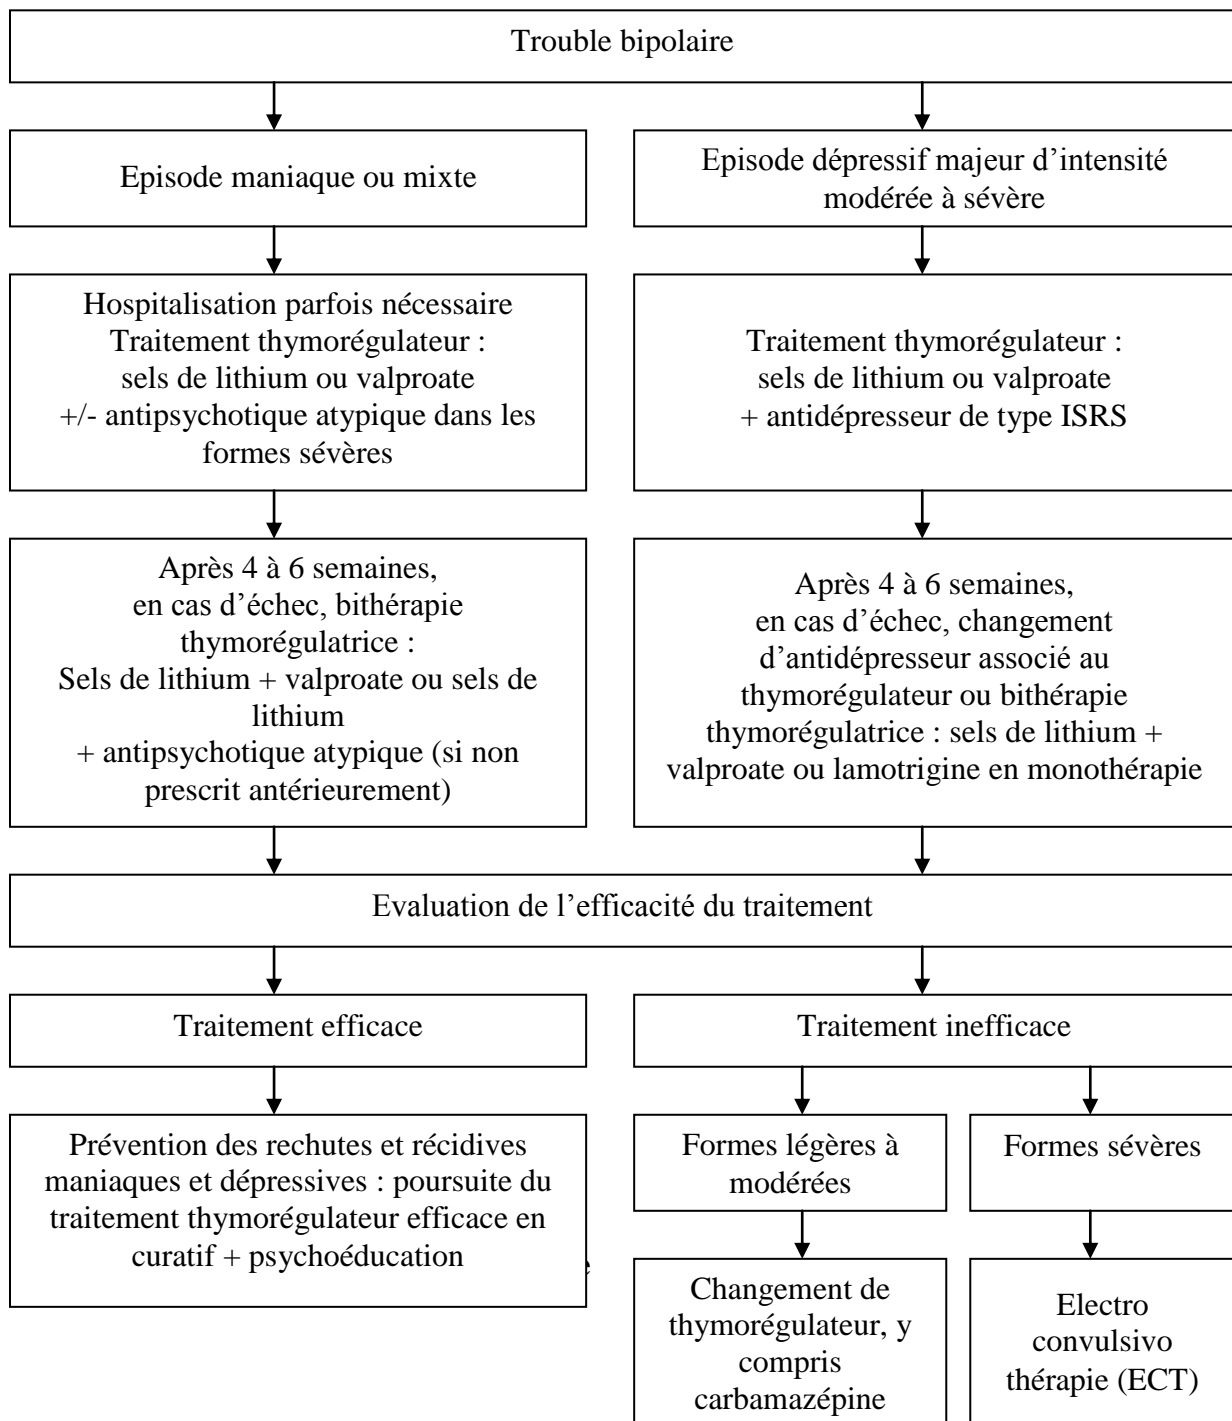 Trouble bipolaire
Episode maniaque ou mixte
Episode dépressif majeur d’intensité
modérée à sévère
Hospitalisation parfois nécessaire
Traitement thymorégulateur :
sels de lithium ou valproate
+/- antipsychotique atypique dans les
formes sévères
Traitement thymorégulateur :
sels de lithium ou valproate
+ antidépresseur de type ISRS
Après 4 à 6 semaines,
en cas d’échec, bithérapie
thymorégulatrice :
Sels de lithium + valproate ou sels de
lithium
+ antipsychotique atypique (si non
prescrit antérieurement)
Après 4 à 6 semaines,
en cas d’échec, changement
d’antidépresseur associé au
thymorégulateur ou bithérapie
thymorégulatrice : sels de lithium +
valproate ou lamotrigine en monothérapie
Evaluation de l’efficacité du traitement
Traitement efficace
Traitement inefficace
Prévention des rechutes et récidives
maniaques et dépressives : poursuite du
traitement thymorégulateur efficace en
curatif + psychoéducation
Formes légères à
modérées
Formes sévères
Changement de
thymorégulateur, y
compris
carbamazépine
Electro
convulsivo
thérapie (ECT)